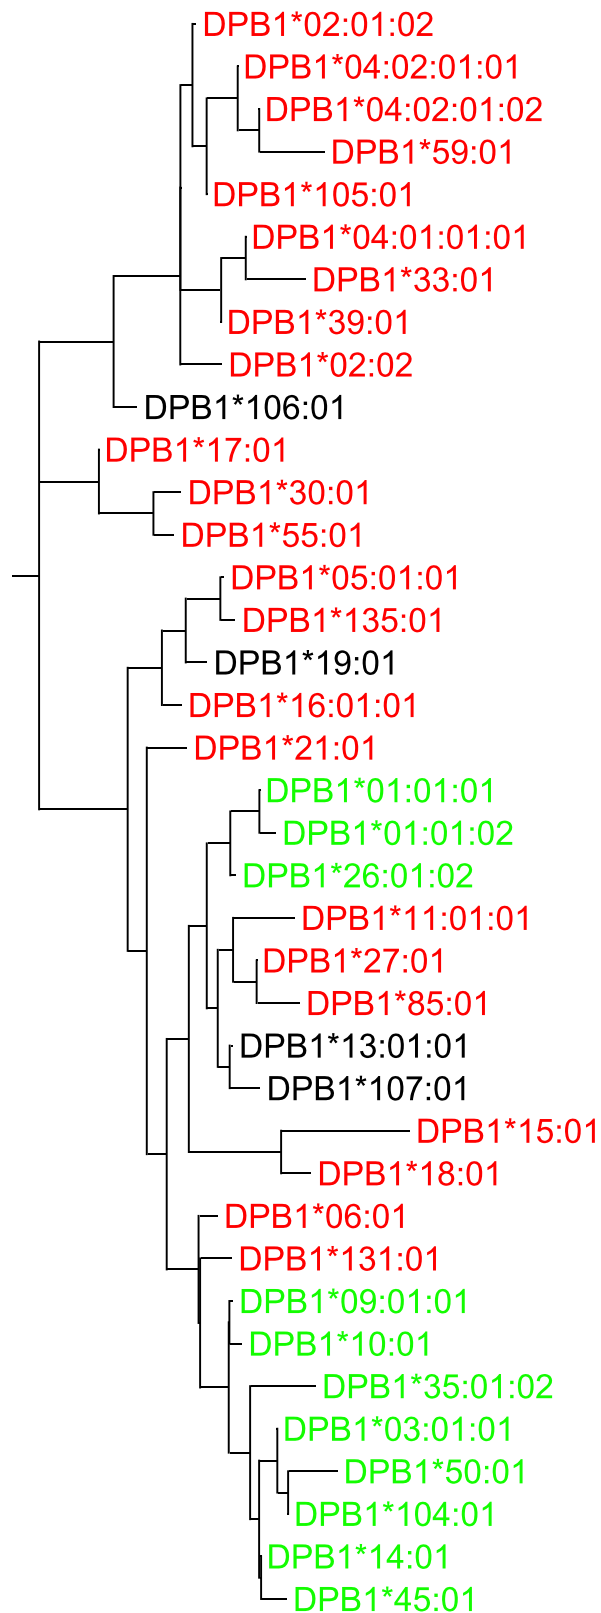 DPB1*02:01:02
DPB1*04:02:01:01
DPB1*04:02:01:02
DPB1*59:01
DPB1*105:01
DPB1*04:01:01:01
DPB1*33:01
DPB1*39:01
DPB1*02:02
DPB1*106:01
DPB1*17:01
DPB1*30:01
DPB1*55:01
DPB1*05:01:01
DPB1*135:01
DPB1*19:01
DPB1*16:01:01
DPB1*21:01
DPB1*01:01:01
DPB1*01:01:02
DPB1*26:01:02
DPB1*11:01:01
DPB1*27:01
DPB1*85:01
DPB1*13:01:01
DPB1*107:01
DPB1*15:01
DPB1*18:01
DPB1*06:01
DPB1*131:01
DPB1*09:01:01
DPB1*10:01
DPB1*35:01:02
DPB1*03:01:01
DPB1*50:01
DPB1*104:01
DPB1*14:01
DPB1*45:01